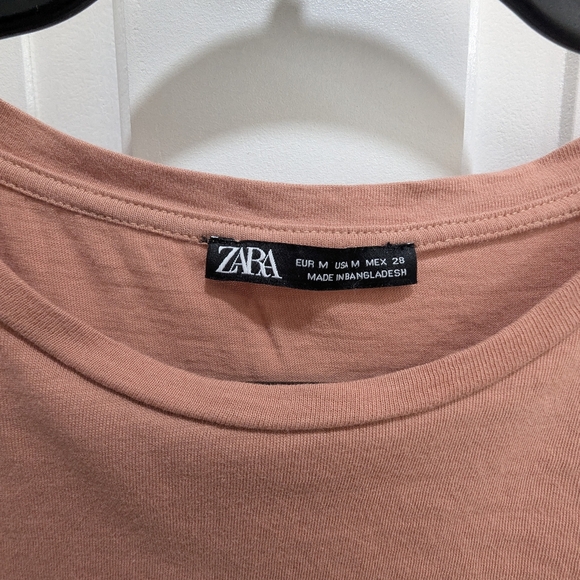 ZARA
EUR M USA M MEX 28
MADE IN BANGLADESH